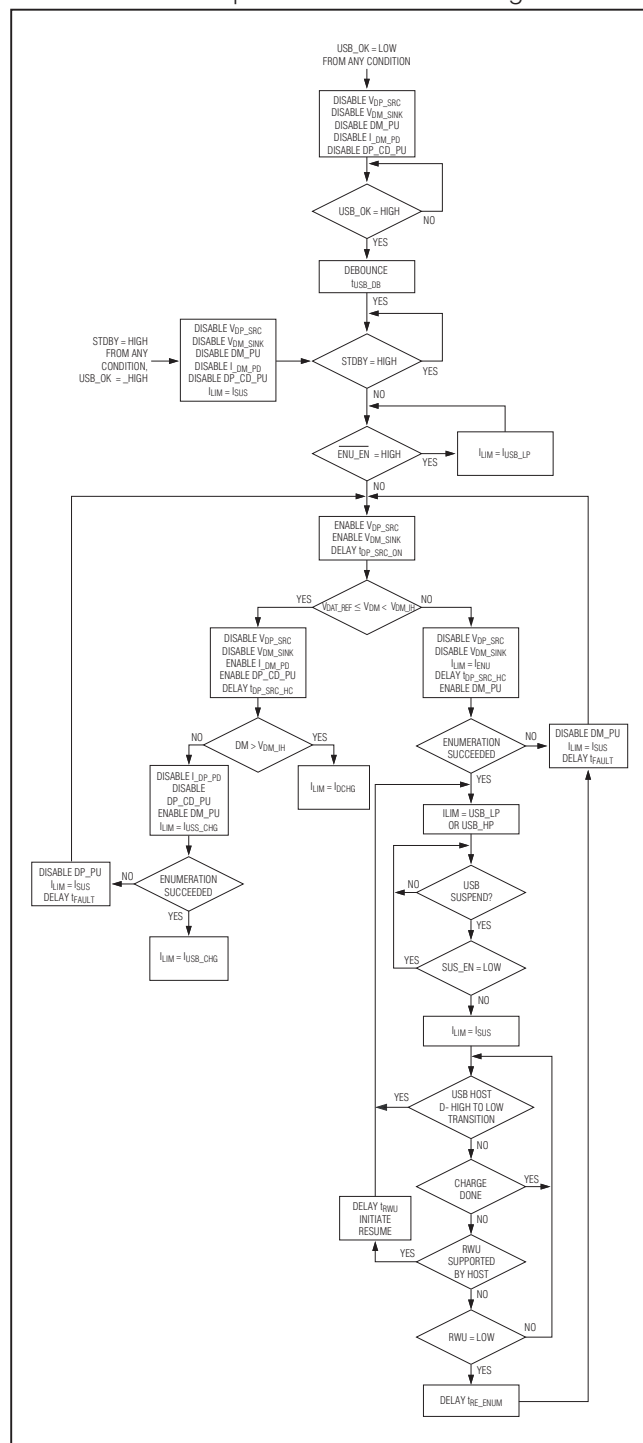 USB_OK = LOW
FROM ANY CONDITION
DISABLE VDP_SRC
DISABLE VDM_SINK
DISABLE DM_PU
DISABLE I_DM_PD
DISABLE DP_CD_PU
USB_OK = HIGH
NO
YES
DEBOUNCE
tUSB_DB
YES
STDBY = HIGH
FROM ANY
CONDITION,
USB_OK = _HIGH
DISABLE VDP_SRC
DISABLE VDM_SINK
DISABLE DM_PU
DISABLE I_DM_PD
DISABLE DP_CD_PU
ILIM = ISUS
STDBY = HIGH
YES
NO
ENU_EN = HIGH
YES
ILIM = IUSB_LP
NO
ENABLE VDP_SRC
ENABLE VDM_SINK
DELAY tDP_SRC_ON
YES
VDAT_REF ≤ VDM < VDM_IH
NO
DISABLE VDP_SRC
DISABLE VDM_SINK
ENABLE I_DM_PD
ENABLE DP_CD_PU
DELAY tDP_SRC_HC
DISABLE VDP_SRC
DISABLE VDM_SINK
ILIM = IENU
DELAY tDP_SRC_HC
ENABLE DM_PU
NO
DM > VDM_IH
YES
ILIM = IDCHG
ENUMERATION
SUCCEEDED
NO
YES
DISABLE DM_PU
ILIM = ISUS
DELAY tFAULT
DISABLE I_DP_PD
DISABLE
DP_CD_PU
ENABLE DM_PU
ILIM = IUSS_CHG
ILIM = USB_LP
OR USB_HP
DISABLE DP_PU
ILIM = ISUS
DELAY tFAULT
NO
ENUMERATION
SUCCEEDED
YES
ILIM = IUSB_CHG
NO
USB
SUSPEND?
YES
YES
SUS_EN = LOW
NO
ILIM = ISUS
YES
USB HOST
D- HIGH TO LOW
TRANSITION
NO
CHARGE
DONE
YES
NO
DELAY tRWU
INITIATE
RESUME
YES
RWU
SUPPORTED
BY HOST
NO
RWU = LOW
NO
YES
DELAY tRE_ENUM